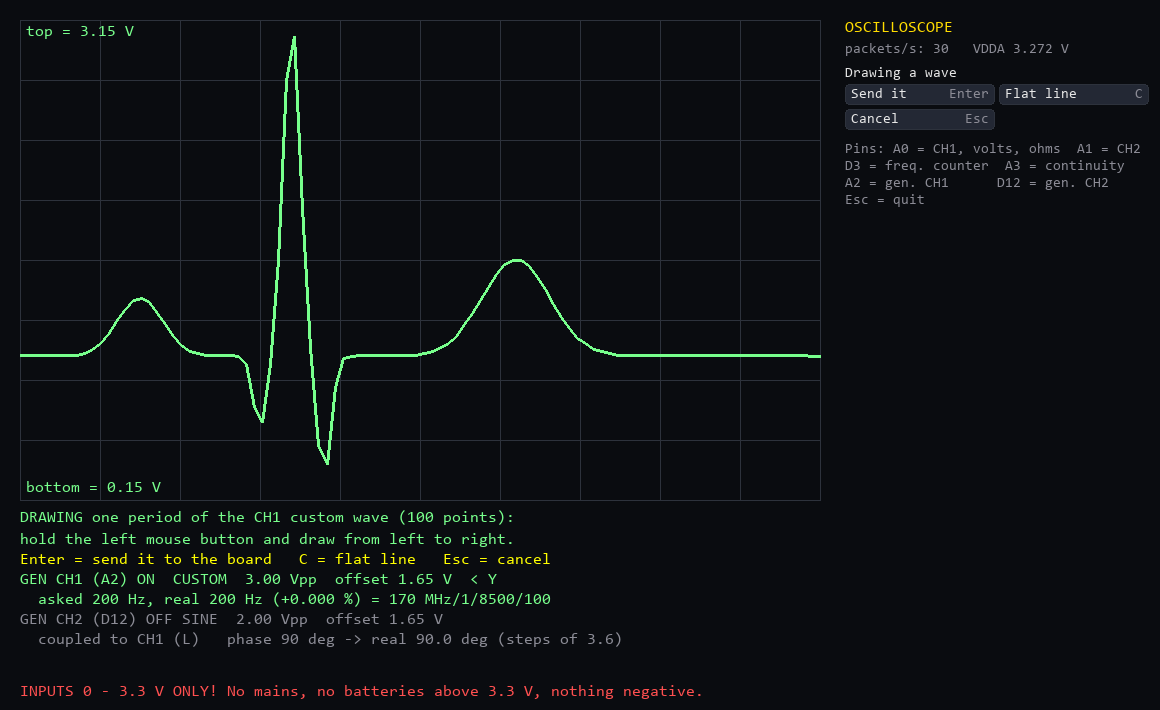 top = 3.15 V
bottom = 0.15 V
DRAWING one period of the CH1 custom wave (100 points):
hold the left mouse button and draw from left to right.
Enter = send it to the board   C = flat line   Esc = cancel
GEN CH1 (A2) ON  CUSTOM  3.00 Vpp  offset 1.65 V  < Y
  asked 200 Hz, real 200 Hz (+0.000 %) = 170 MHz/1/8500/100
GEN CH2 (D12) OFF SINE  2.00 Vpp  offset 1.65 V
  coupled to CH1 (L)   phase 90 deg -> real 90.0 deg (steps of 3.6)
INPUTS 0 - 3.3 V ONLY! No mains, no batteries above 3.3 V, nothing negative.
OSCILLOSCOPE
packets/s: 30   VDDA 3.272 V
Drawing a wave
Send it Enter Flat line C
Cancel Esc
Pins: A0 = CH1, volts, ohms  A1 = CH2
D3 = freq. counter  A3 = continuity
A2 = gen. CH1      D12 = gen. CH2
Esc = quit